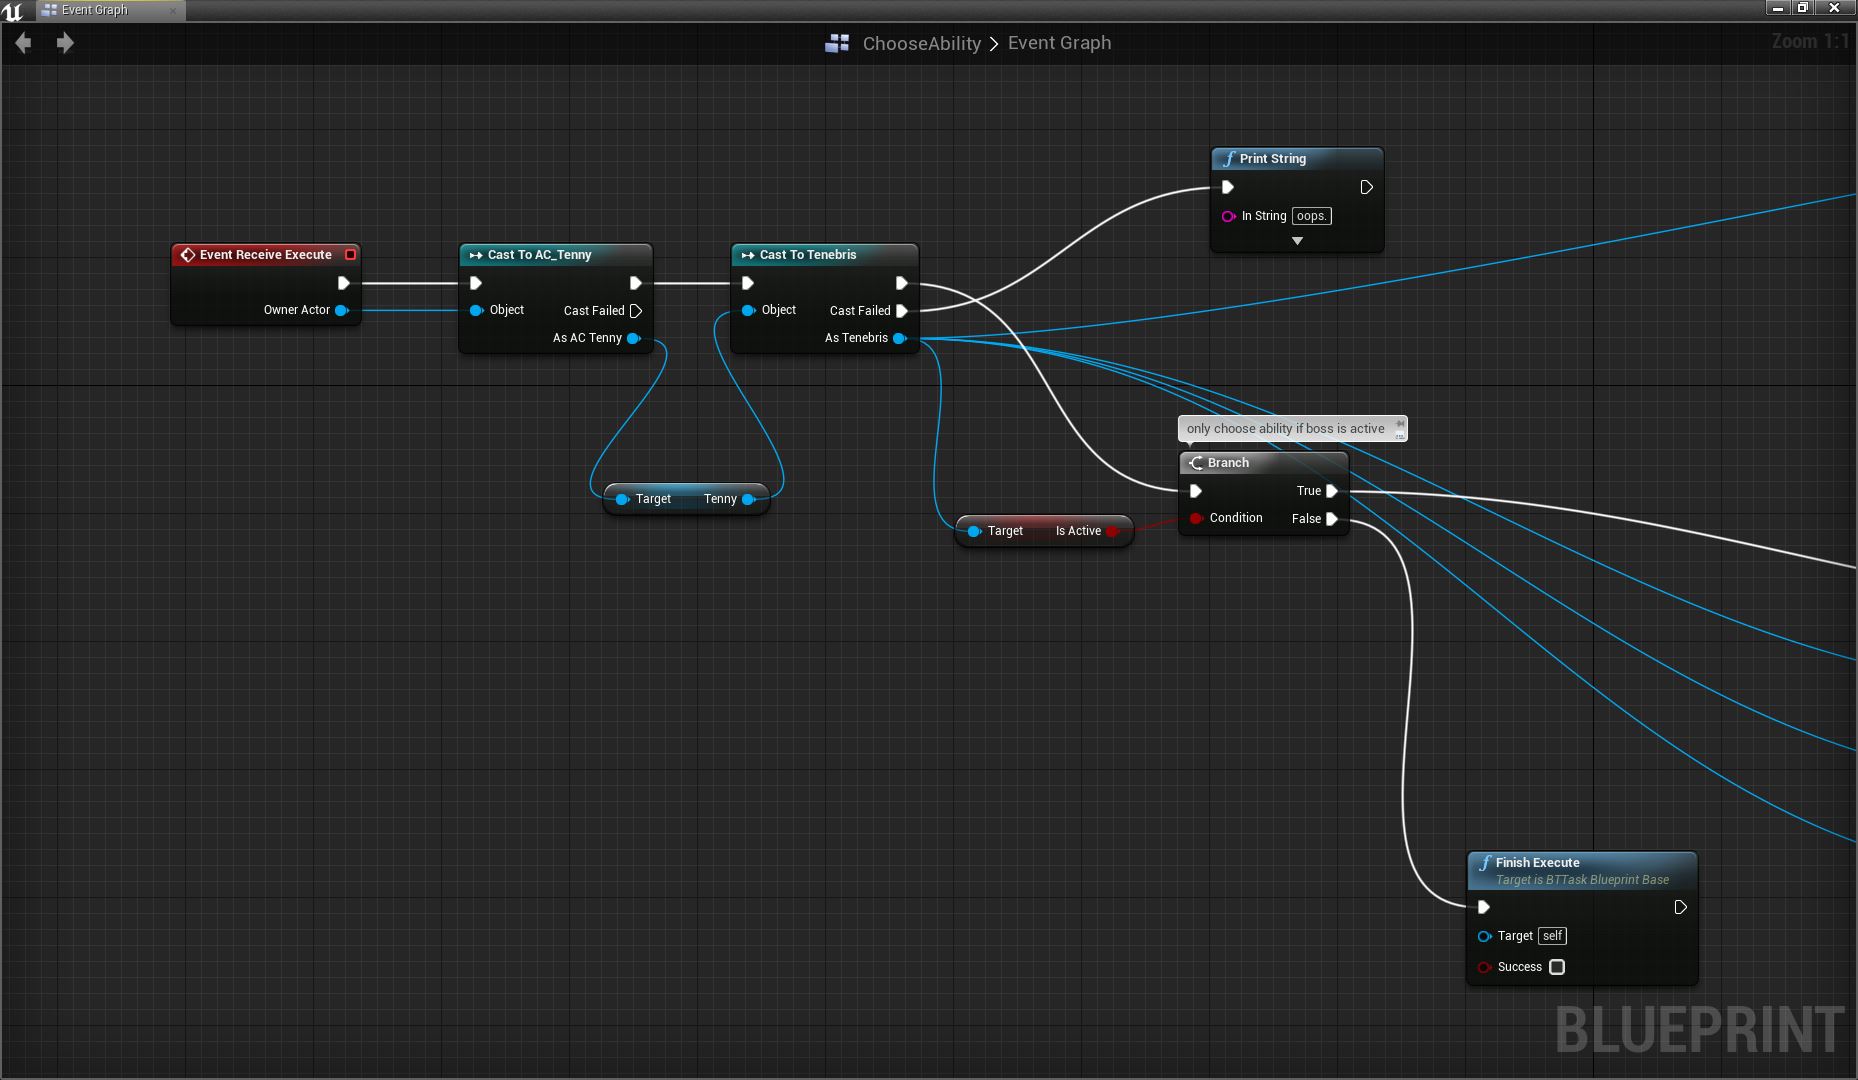 Event Graph
ChooseAbility > Event Graph
Zoom 1:1
Print String
In String oops.
Event Receive Execute
Owner Actor
Cast To AC_Tenny
Object Cast Failed
As AC Tenny
Cast To Tenebris
Object Cast Failed
As Tenebris
Target Tenny
only choose ability if boss is active
Branch
True
Condition False
Target Is Active
Finish Execute
Target is BTTask Blueprint Base
Target self
Success
BLUEPRINT